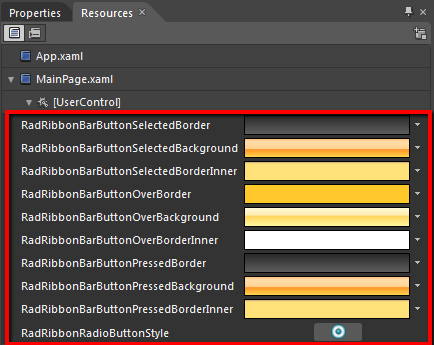 Properties Resources
App.xaml
MainPage.xaml
[UserControl]
RadRibbonBarButtonSelectedBorder
RadRibbonBarButtonSelectedBackground
RadRibbonBarButtonSelectedBorderInner
RadRibbonBarButtonOverBorder
RadRibbonBarButtonOverBackground
RadRibbonBarButtonOverBorderInner
RadRibbonBarButtonPressedBorder
RadRibbonBarButtonPressedBackground
RadRibbonBarButtonPressedBorderInner
RadRibbonRadioButtonStyle